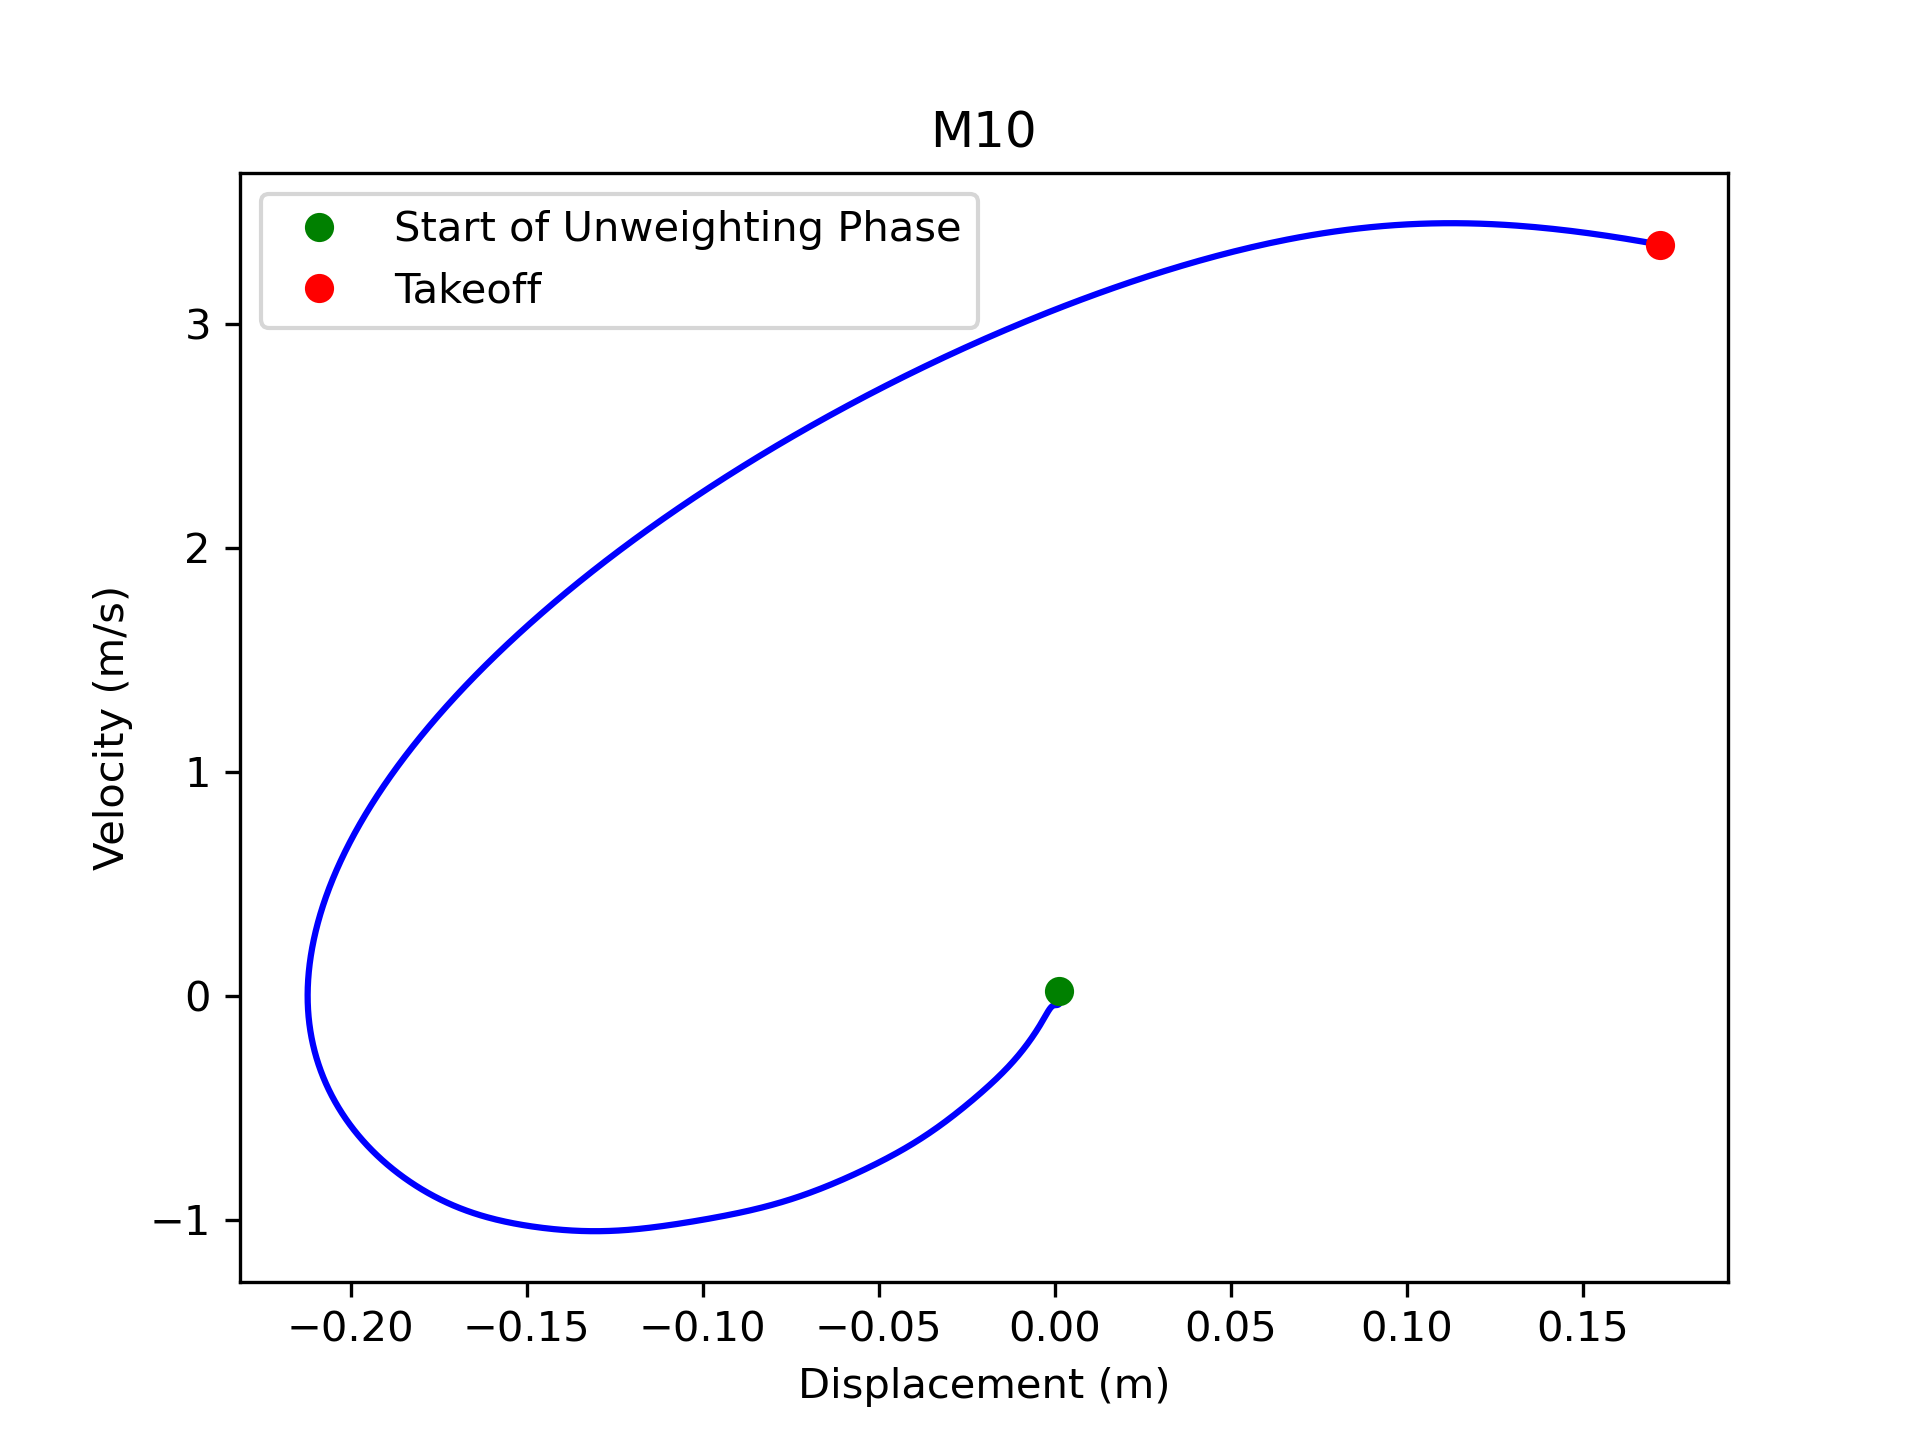 M10
Start of Unweighting Phase
Takeoff
3
2
1
0
−1
Velocity (m/s)
−0.20 −0.15 −0.10 −0.05 0.00 0.05 0.10 0.15
Displacement (m)